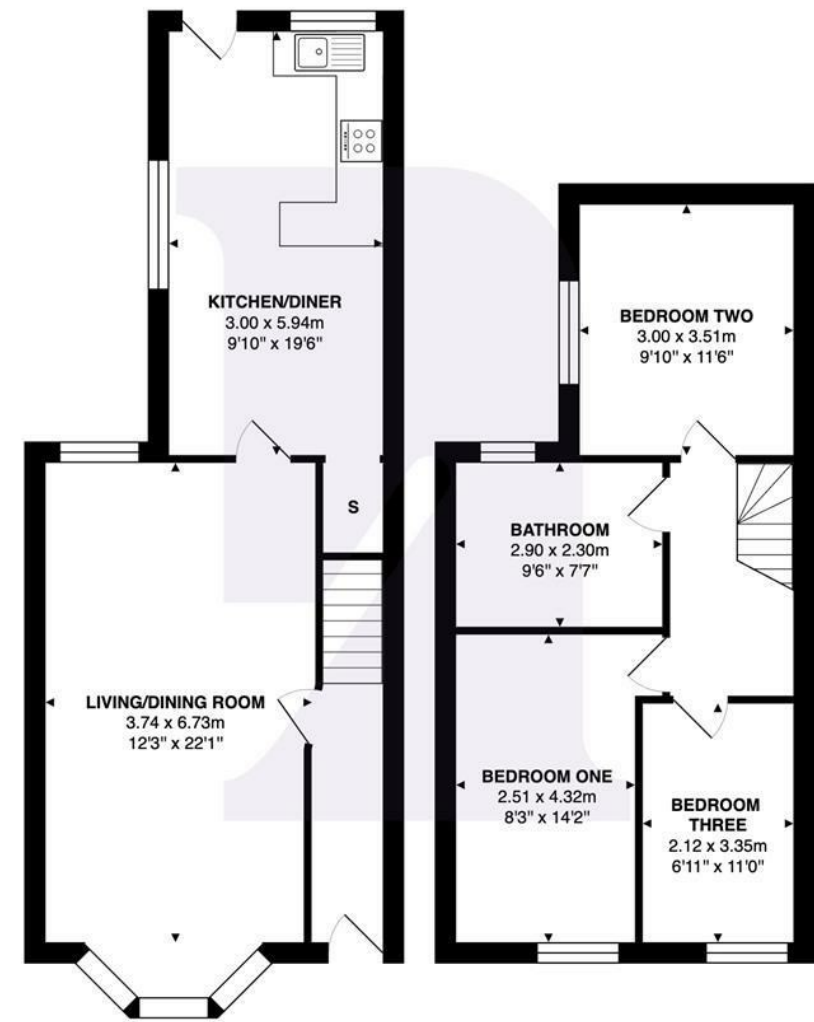 KITCHEN/DINER
3.00 x 5.94m
9'10" x 19'6"
S
LIVING/DINING ROOM
3.74 x 6.73m
12'3" x 22'1"
BEDROOM TWO
3.00 x 3.51m
9'10" x 11'6"
BATHROOM
2.90 x 2.30m
9'6" x 7'7"
BEDROOM ONE
2.51 x 4.32m
8'3" x 14'2"
BEDROOM
THREE
2.12 x 3.35m
6'11" x 11'0"